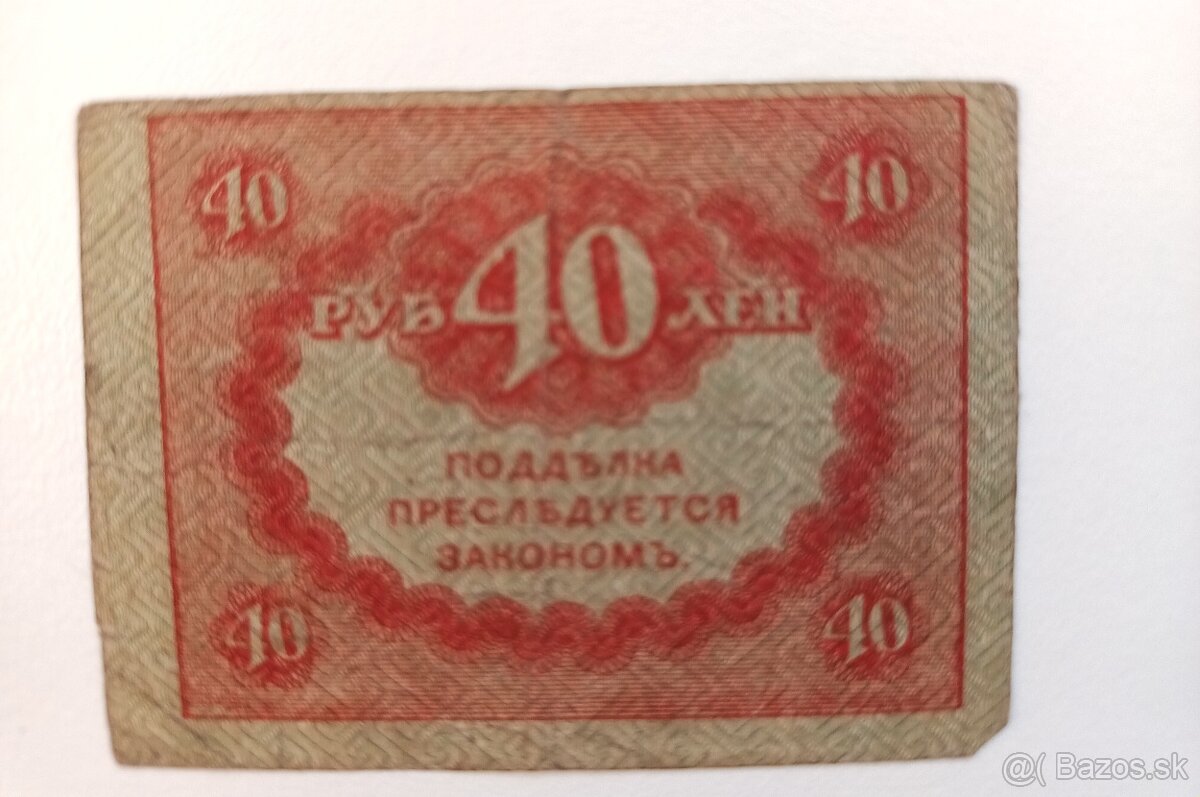 40 40
РУБ 40 ЛЕЙ
ПОДДѢЛКА
ПРЕСЛѢДУЕТСЯ
ЗАКОНОМЪ.
40 40
@( Bazos.sk